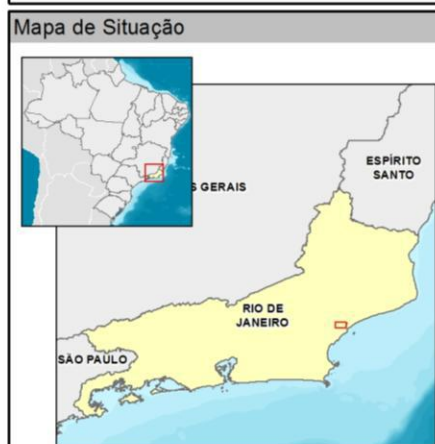 Mapa de Situação
S GERAIS
ESPÍRITO
SANTO
RIO DE
JANEIRO
SÃO PAULO